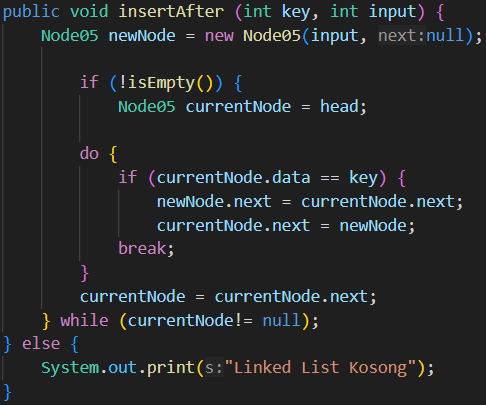 public void insertAfter (int key, int input) {
    Node05 newNode = new Node05(input, next:null);
        if (!isEmpty()) {
            Node05 currentNode = head;
        do {
            if (currentNode.data == key) {
                newNode.next = currentNode.next;
                currentNode.next = newNode;
            break;
        }
        currentNode = currentNode.next;
    } while (currentNode!= null);
} else {
    System.out.print(s:"Linked List Kosong");
}